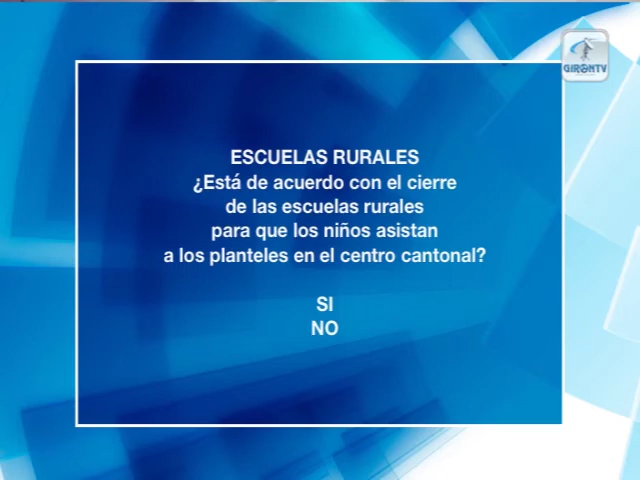 GIRONTV
ESCUELAS RURALES
¿Está de acuerdo con el cierre
de las escuelas rurales
para que los niños asistan
a los planteles en el centro cantonal?
SI
NO